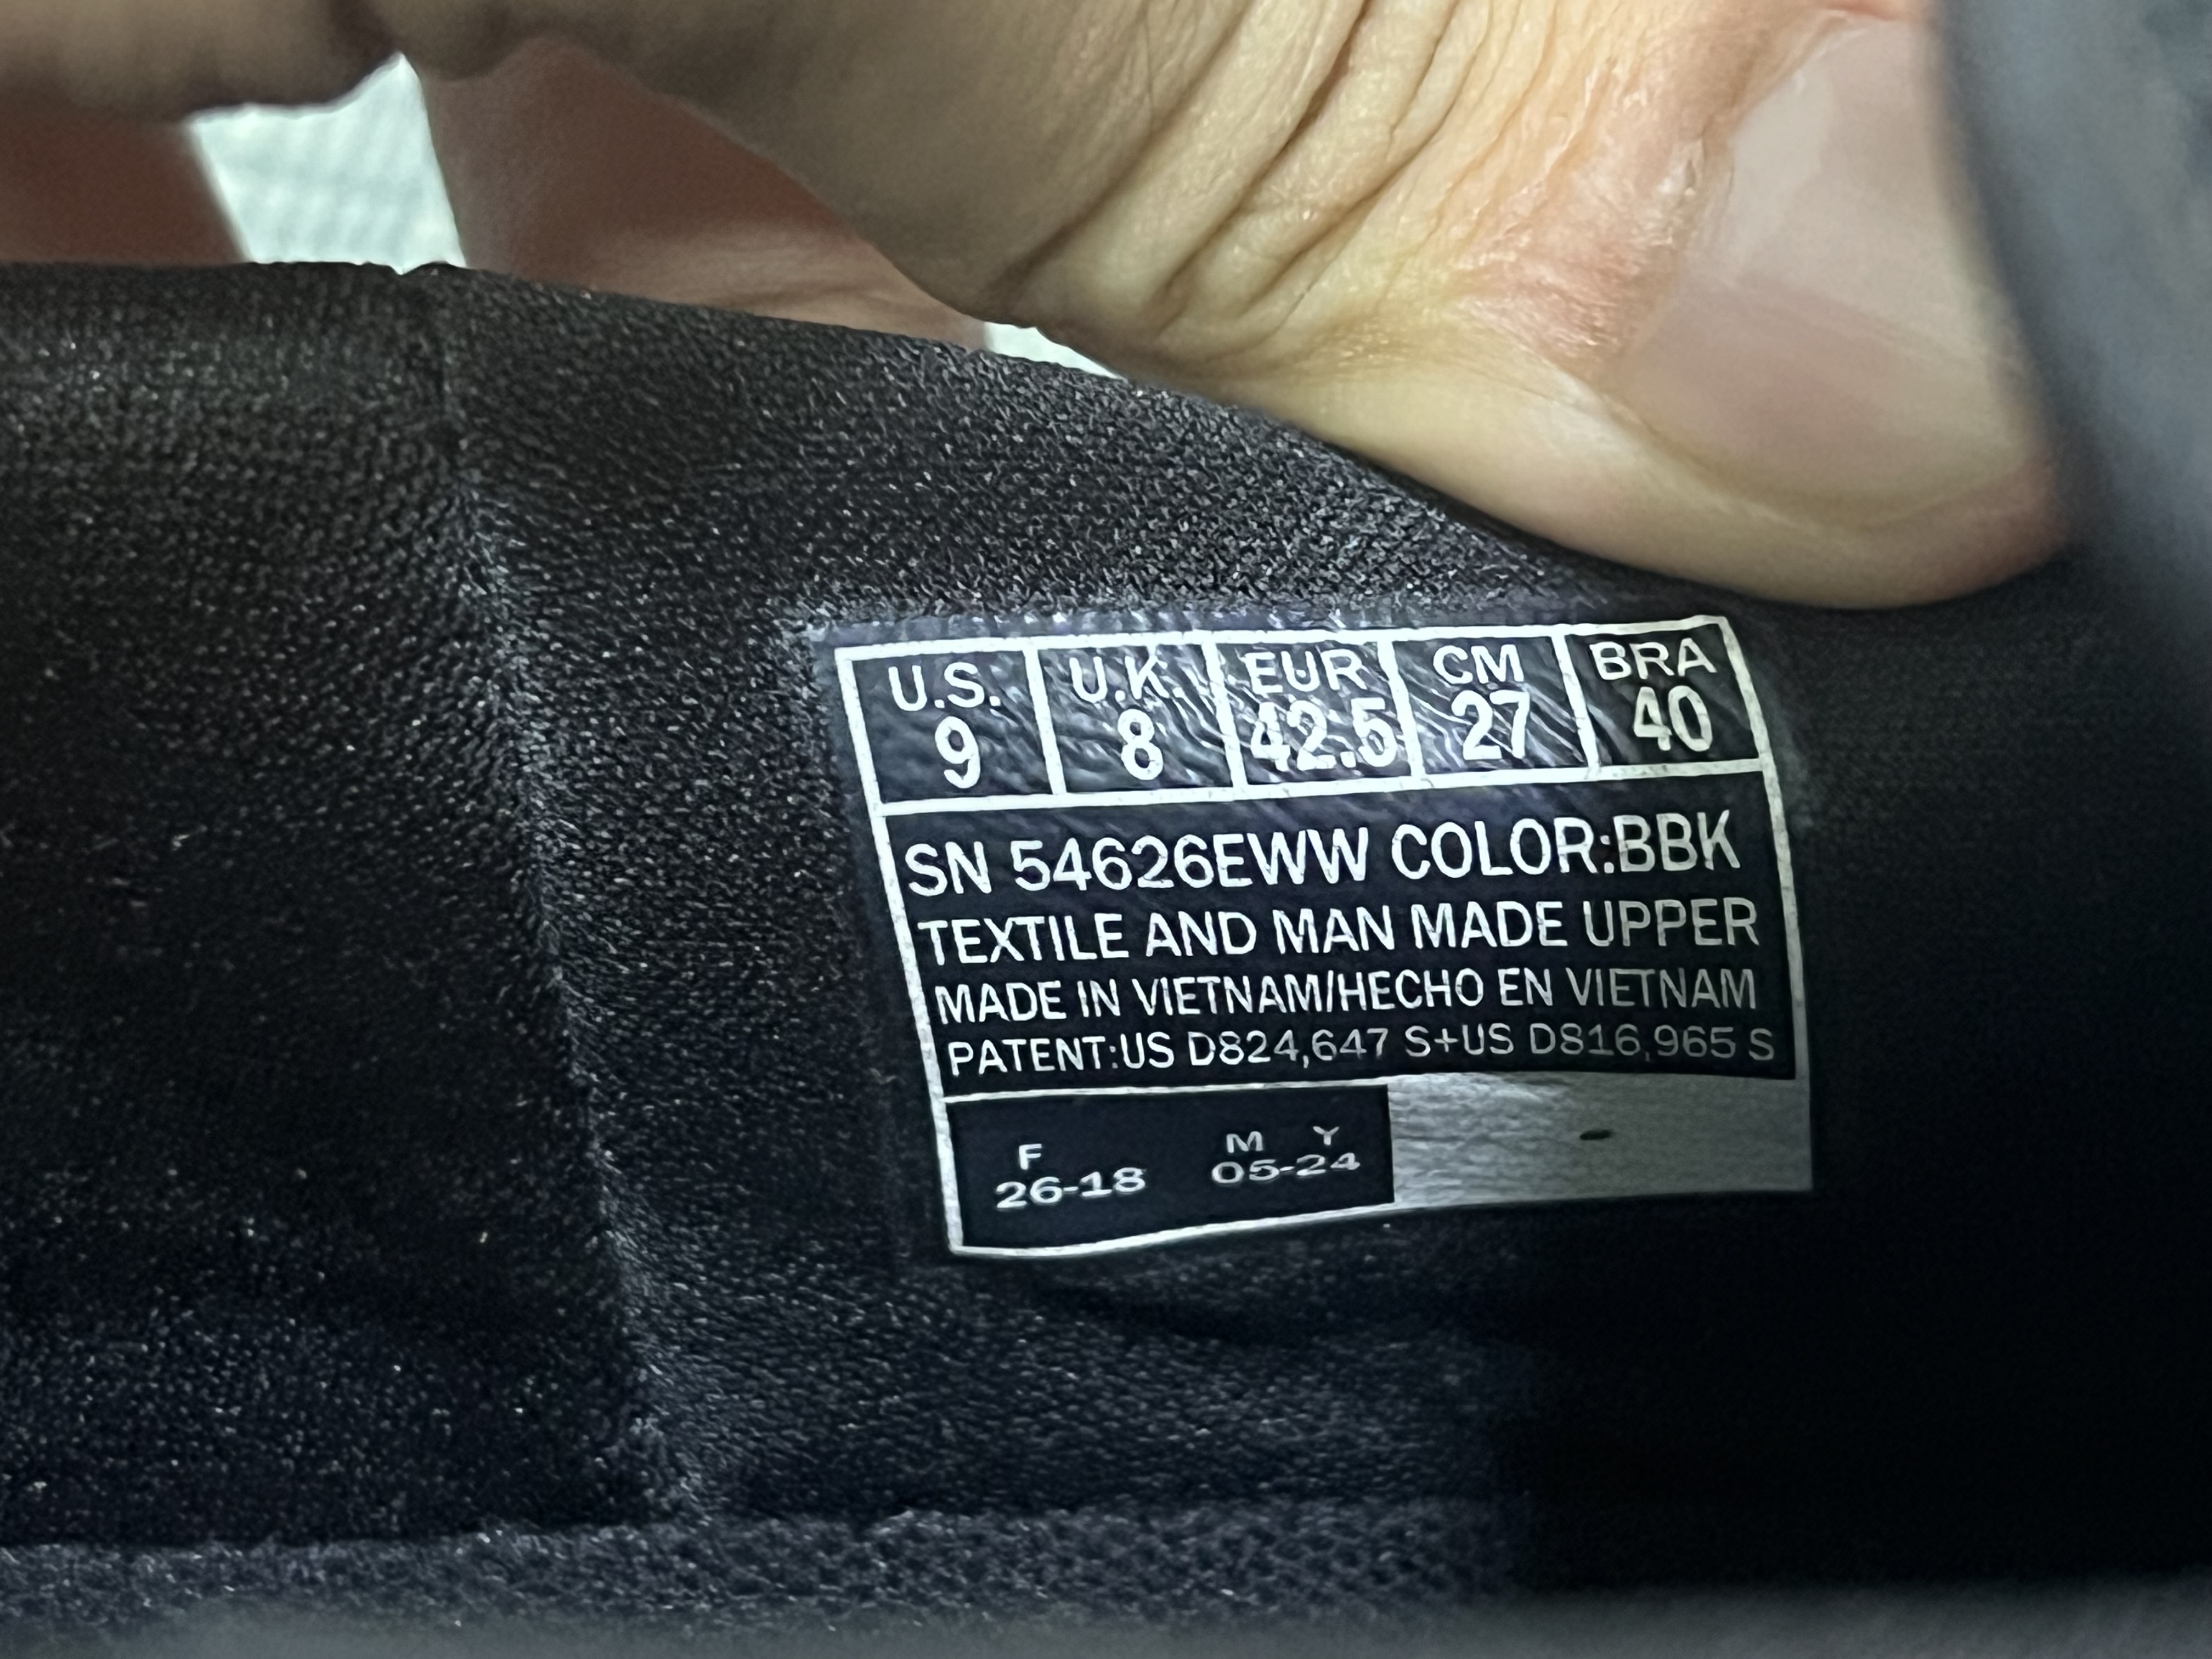 U.S. U.K. EUR CM BRA
9 8 42.5 27 40
SN 54626EWW COLOR:BBK
TEXTILE AND MAN MADE UPPER
MADE IN VIETNAM/HECHO EN VIETNAM
PATENT:US D824,647 S+US D816,965 S
F M Y
26-18 05-24